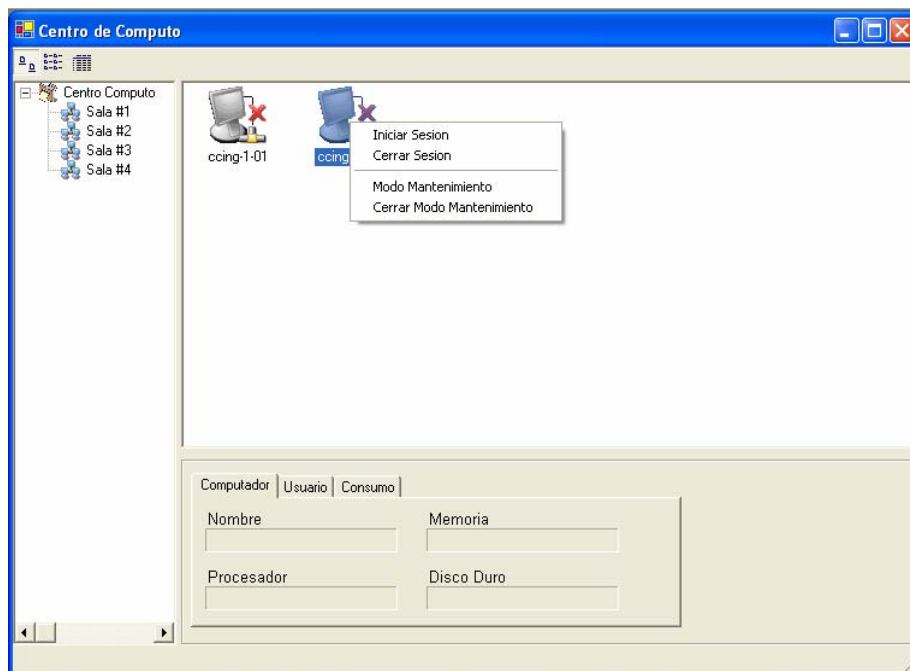 Centro de Computo
Centro Computo
Sala #1
Sala #2
Sala #3
Sala #4
ccing-1-01
ccing
Iniciar Sesion
Cerrar Sesion
Modo Mantenimiento
Cerrar Modo Mantenimiento
Computador Usuario Consumo
Nombre Memoria
Procesador Disco Duro